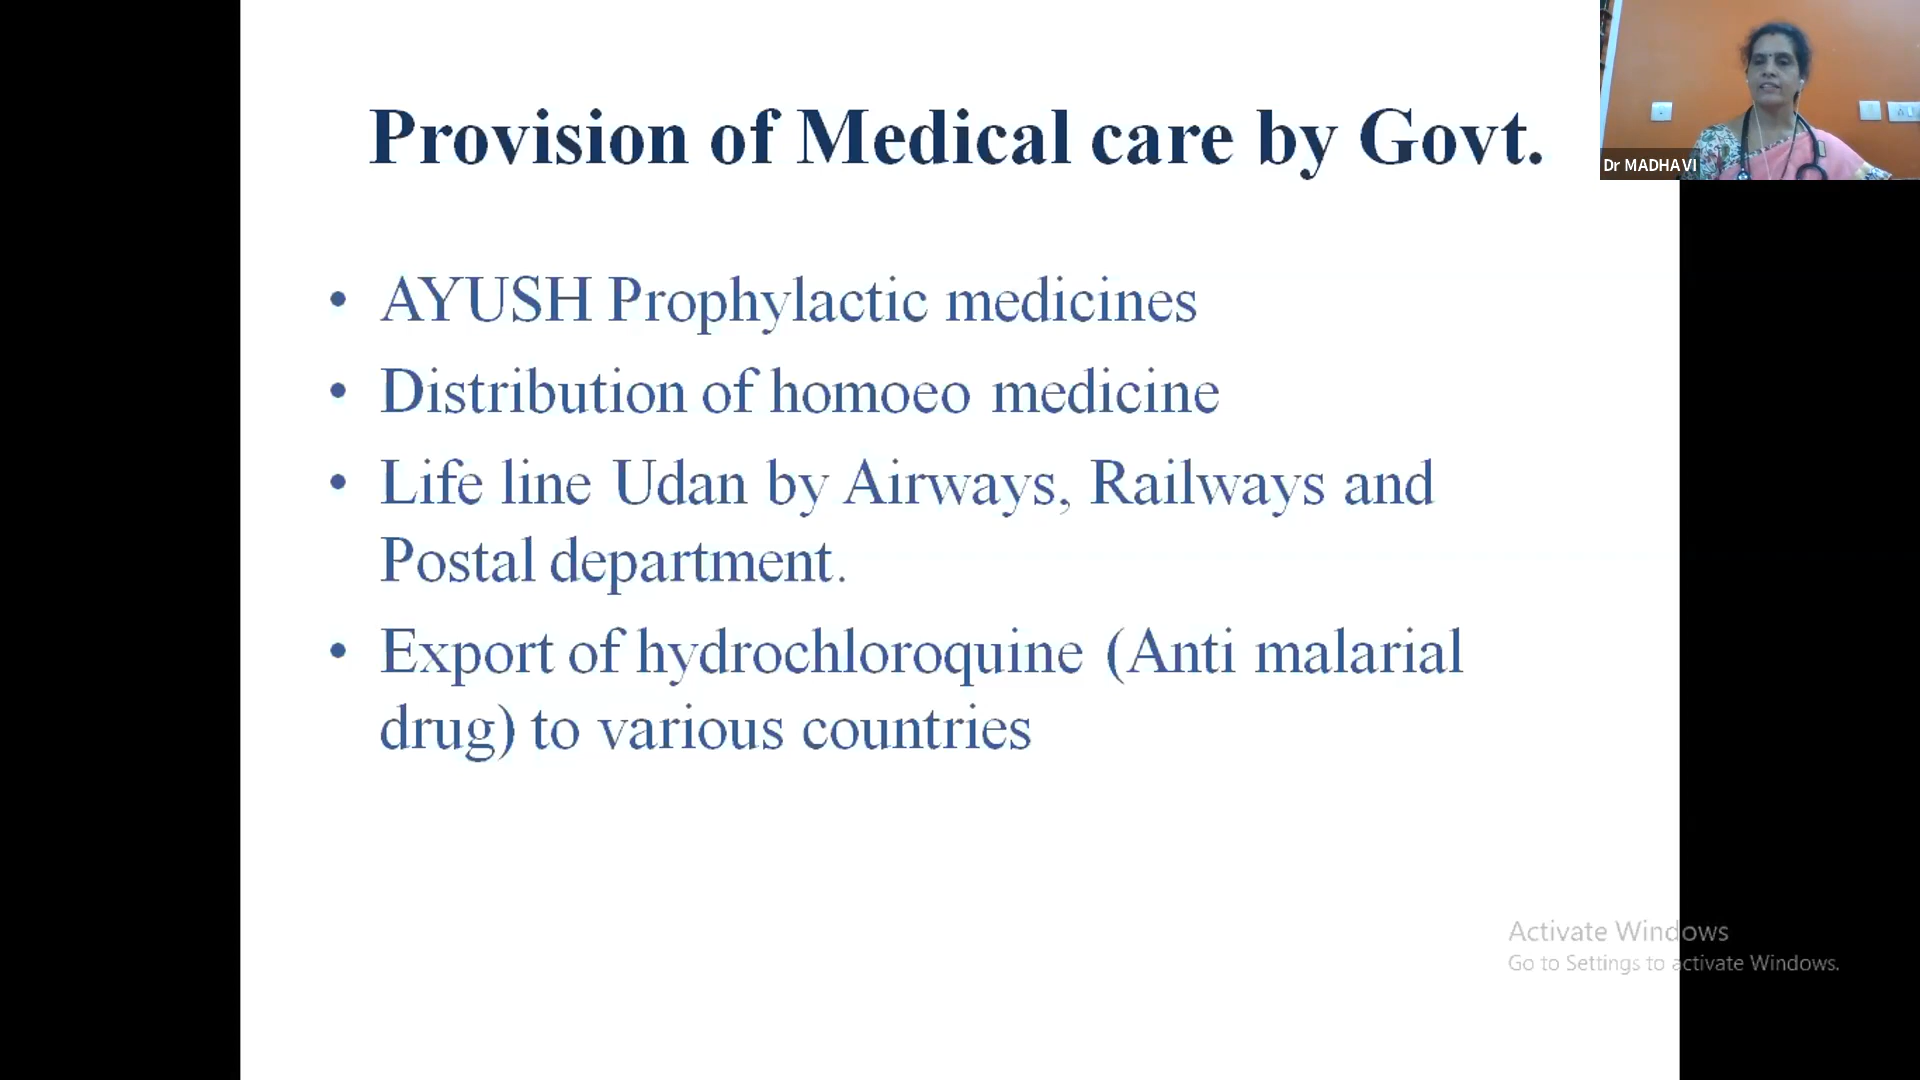 Provision of Medical care by Govt.
• AYUSH Prophylactic medicines
• Distribution of homoeo medicine
• Life line Udan by Airways, Railways and
Postal department.
• Export of hydrochloroquine (Anti malarial
drug) to various countries
Dr MADHAVI
Activate Windows
Go to Settings to activate Windows.